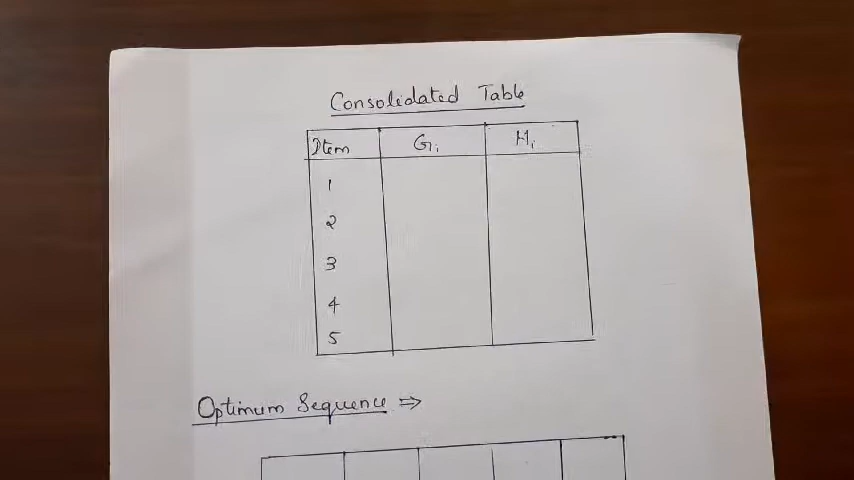 Consolidated Table
Item Gi Hi
1
2
3
4
5
Optimum Sequence ⇒